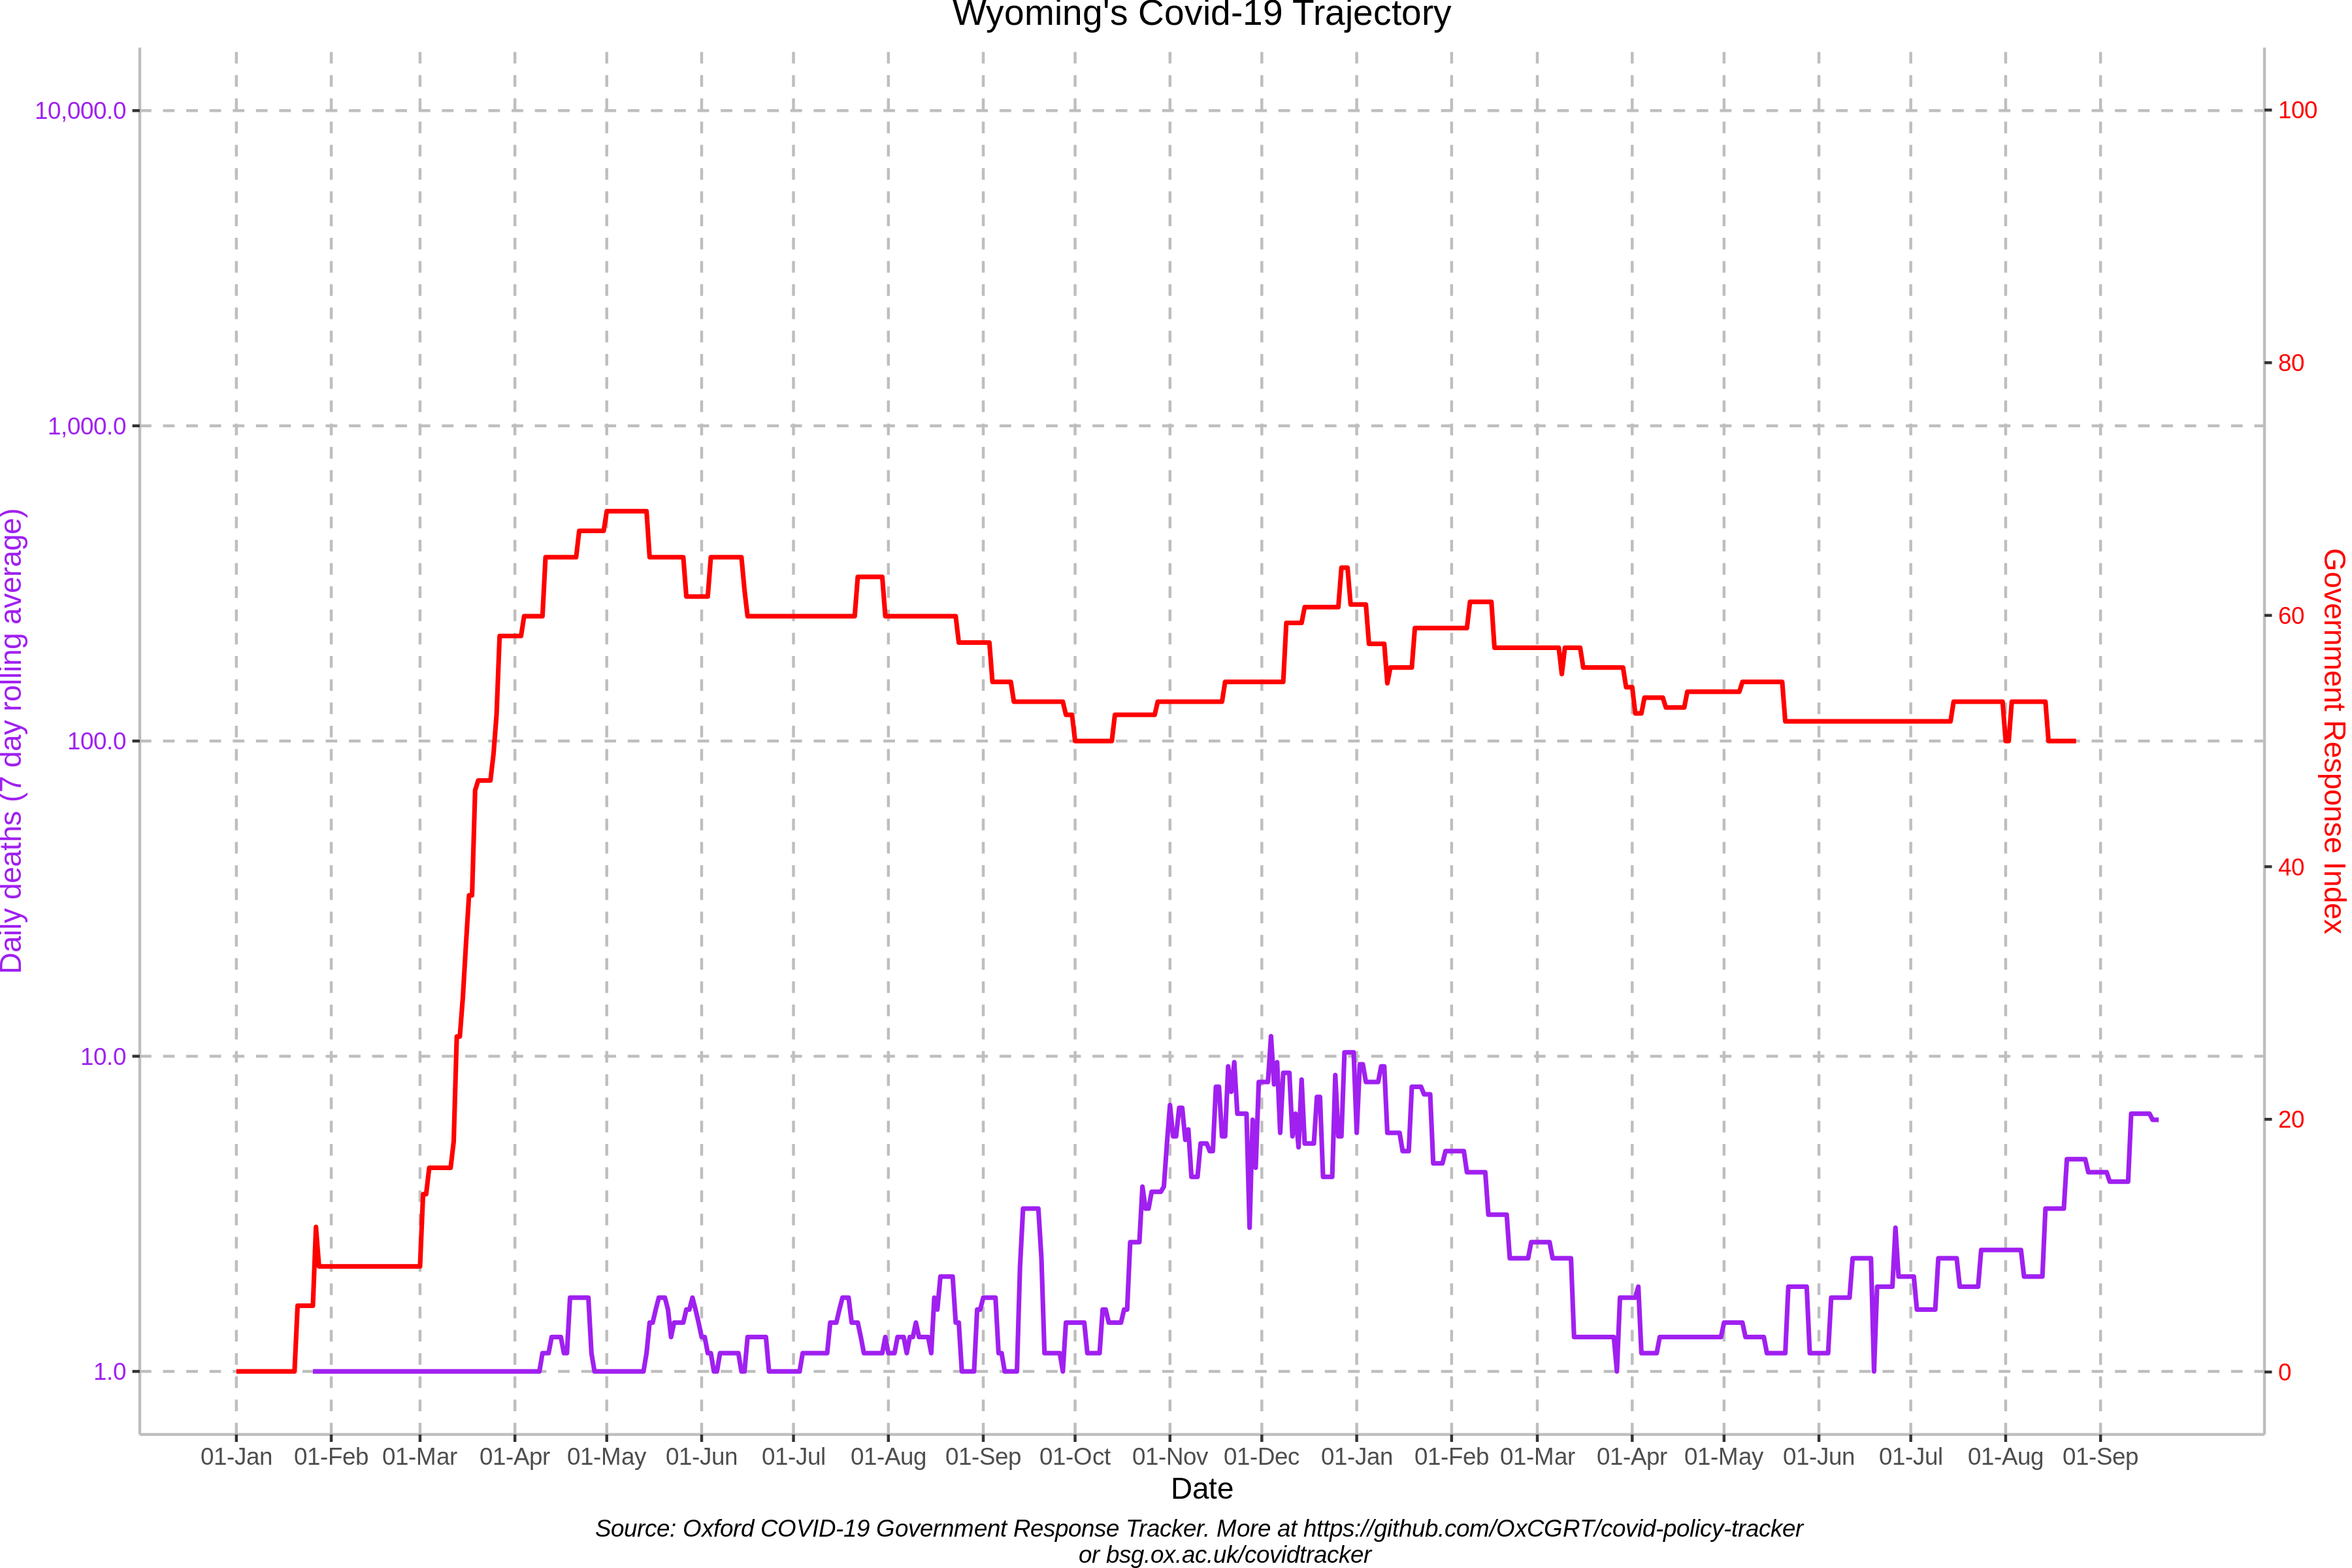 Wyoming's Covid-19 Trajectory
10,000.0
1,000.0
100.0
10.0
1.0
Daily deaths (7 day rolling average)
100
80
60
40
20
0
Government Response Index
01-Jan 01-Feb 01-Mar 01-Apr 01-May 01-Jun 01-Jul 01-Aug 01-Sep 01-Oct 01-Nov 01-Dec 01-Jan 01-Feb 01-Mar 01-Apr 01-May 01-Jun 01-Jul 01-Aug 01-Sep
Date
Source: Oxford COVID-19 Government Response Tracker. More at https://github.com/OxCGRT/covid-policy-tracker
or bsg.ox.ac.uk/covidtracker